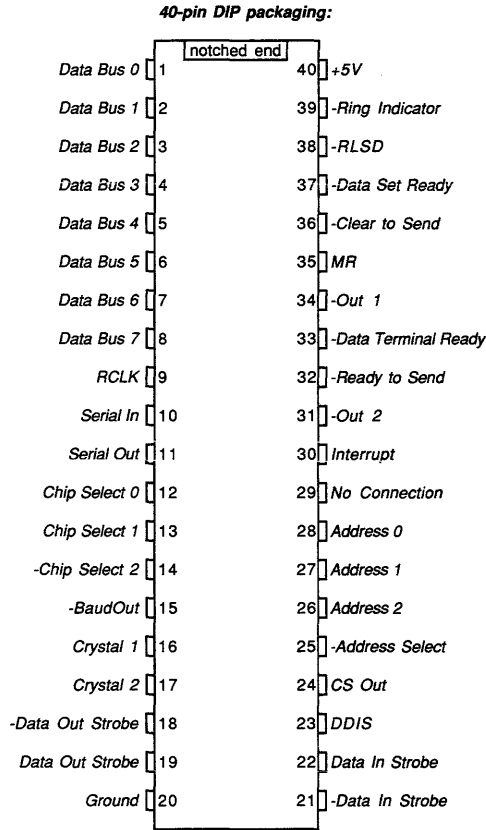 40-pin DIP packaging:
notched end
Data Bus 0 1 40 +5V
Data Bus 1 2 39 -Ring Indicator
Data Bus 2 3 38 -RLSD
Data Bus 3 4 37 -Data Set Ready
Data Bus 4 5 36 -Clear to Send
Data Bus 5 6 35 MR
Data Bus 6 7 34 -Out 1
Data Bus 7 8 33 -Data Terminal Ready
RCLK 9 32 -Ready to Send
Serial In 10 31 -Out 2
Serial Out 11 30 Interrupt
Chip Select 0 12 29 No Connection
Chip Select 1 13 28 Address 0
-Chip Select 2 14 27 Address 1
-BaudOut 15 26 Address 2
Crystal 1 16 25 -Address Select
Crystal 2 17 24 CS Out
-Data Out Strobe 18 23 DDIS
Data Out Strobe 19 22 Data In Strobe
Ground 20 21 -Data In Strobe